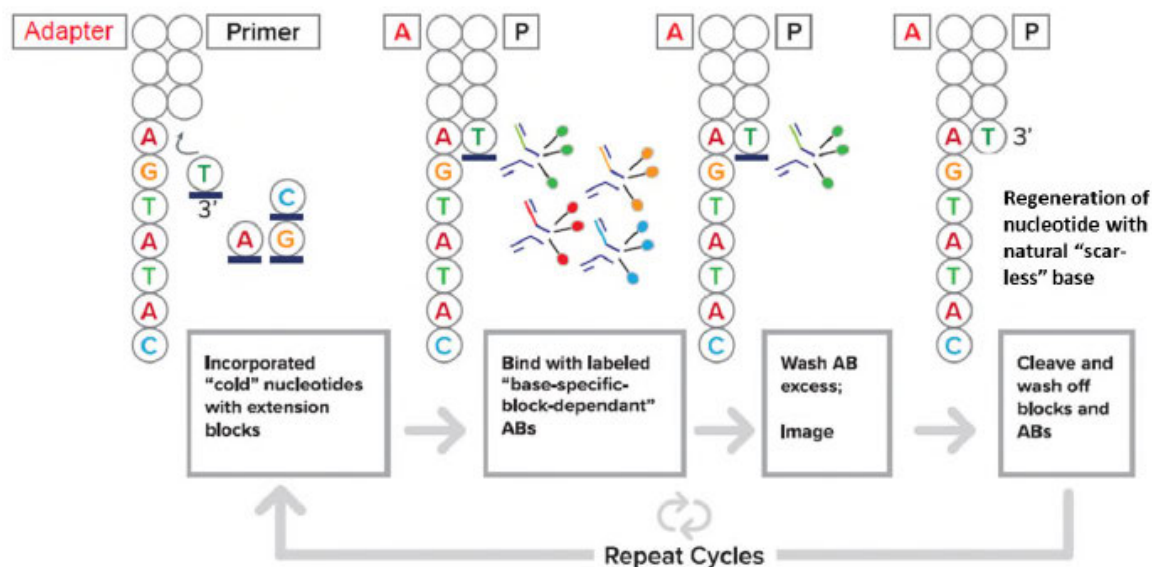 Adapter
Primer
A
P
A
P
A
P
A
G
T
A
T
A
C
T
3'
C
A
G
A
T
G
T
A
T
A
C
A
T
G
T
A
T
A
C
A
T
3'
G
T
A
T
A
C
Regeneration of
nucleotide with
natural “scar-
less” base
Incorporated
“cold” nucleotides
with extension
blocks
Bind with labeled
“base-specific-
block-dependant”
ABs
Wash AB
excess;
Image
Cleave and
wash off
blocks and
ABs
Repeat Cycles